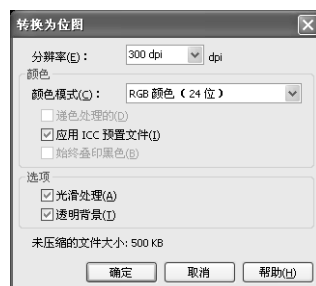 转换为位图
分辨率(E)： 300 dpi dpi
颜色
颜色模式(C)： RGB 颜色（24 位）
递色处理的(D)
应用 ICC 预置文件(I)
始终叠印黑色(B)
选项
光滑处理(A)
透明背景(T)
未压缩的文件大小: 500 KB
确定 取消 帮助(H)